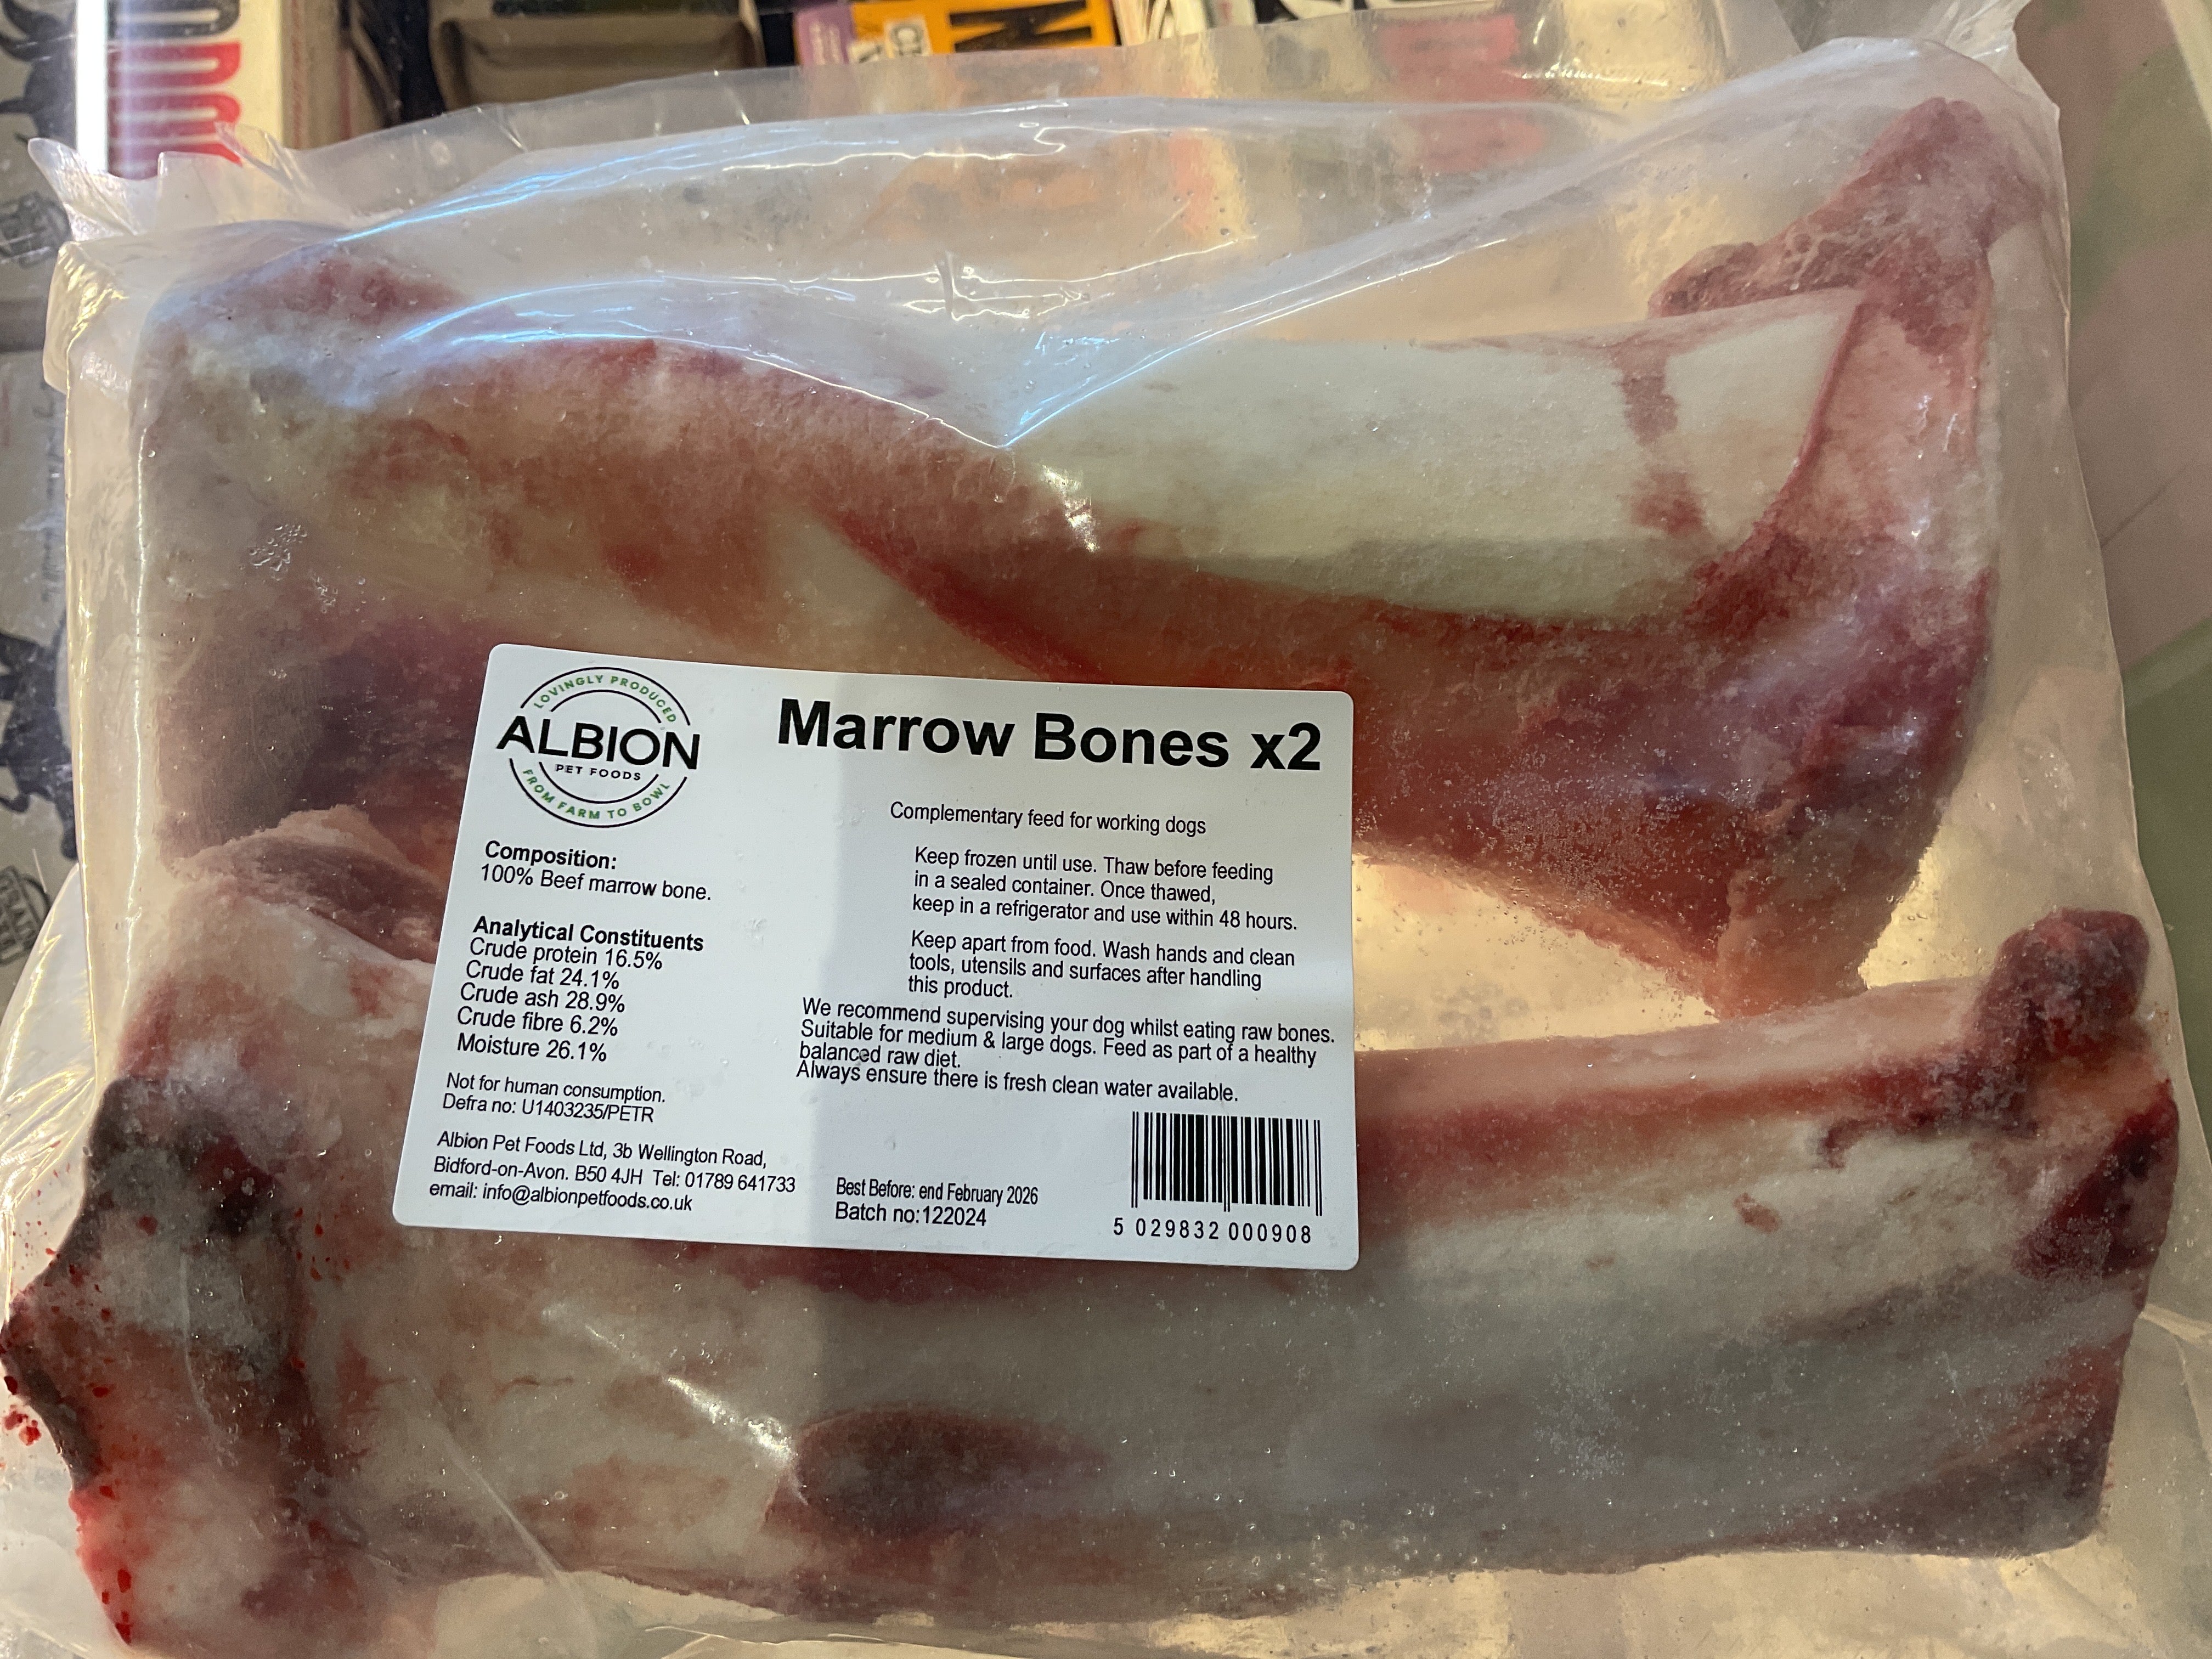 LOVINGLY PRODUCED
ALBION
PET FOODS
FROM FARM TO BOWL
Marrow Bones x2
Complementary feed for working dogs
Composition:
100% Beef marrow bone.
Analytical Constituents
Crude protein 16.5%
Crude fat 24.1%
Crude ash 28.9%
Crude fibre 6.2%
Moisture 26.1%
Not for human consumption.
Defra no: U1403235/PETR
Albion Pet Foods Ltd, 3b Wellington Road,
Bidford-on-Avon. B50 4JH Tel: 01789 641733
email: info@albionpetfoods.co.uk
Keep frozen until use. Thaw before feeding
in a sealed container. Once thawed,
keep in a refrigerator and use within 48 hours.
Keep apart from food. Wash hands and clean
tools, utensils and surfaces after handling
this product.
We recommend supervising your dog whilst eating raw bones.
Suitable for medium & large dogs. Feed as part of a healthy
balanced raw diet.
Always ensure there is fresh clean water available.
Best Before: end February 2026
Batch no:122024
5 029832 000908